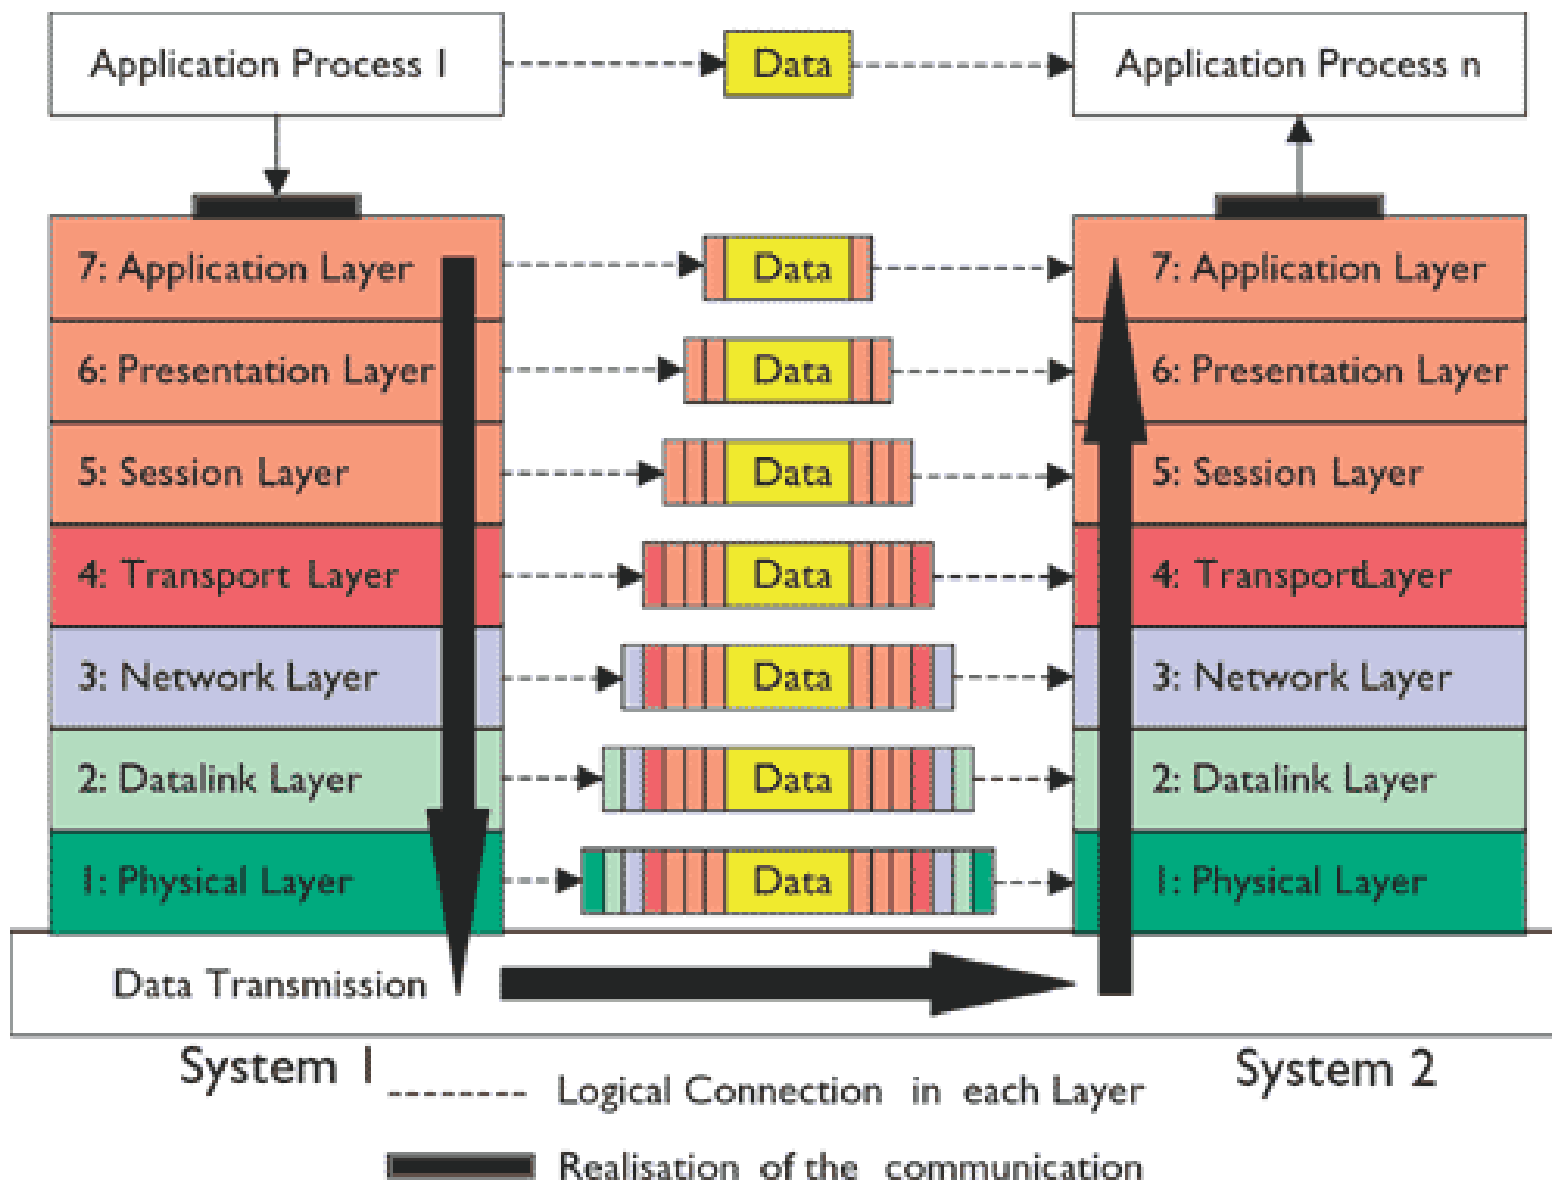 Application Process 1
Data
Application Process n
7: Application Layer
Data
7: Application Layer
6: Presentation Layer
Data
6: Presentation Layer
5: Session Layer
Data
5: Session Layer
4: Transport Layer
Data
4: Transport Layer
3: Network Layer
Data
3: Network Layer
2: Datalink Layer
Data
2: Datalink Layer
1: Physical Layer
Data
1: Physical Layer
Data Transmission
System 1
System 2
Logical Connection in each Layer
Realisation of the communication